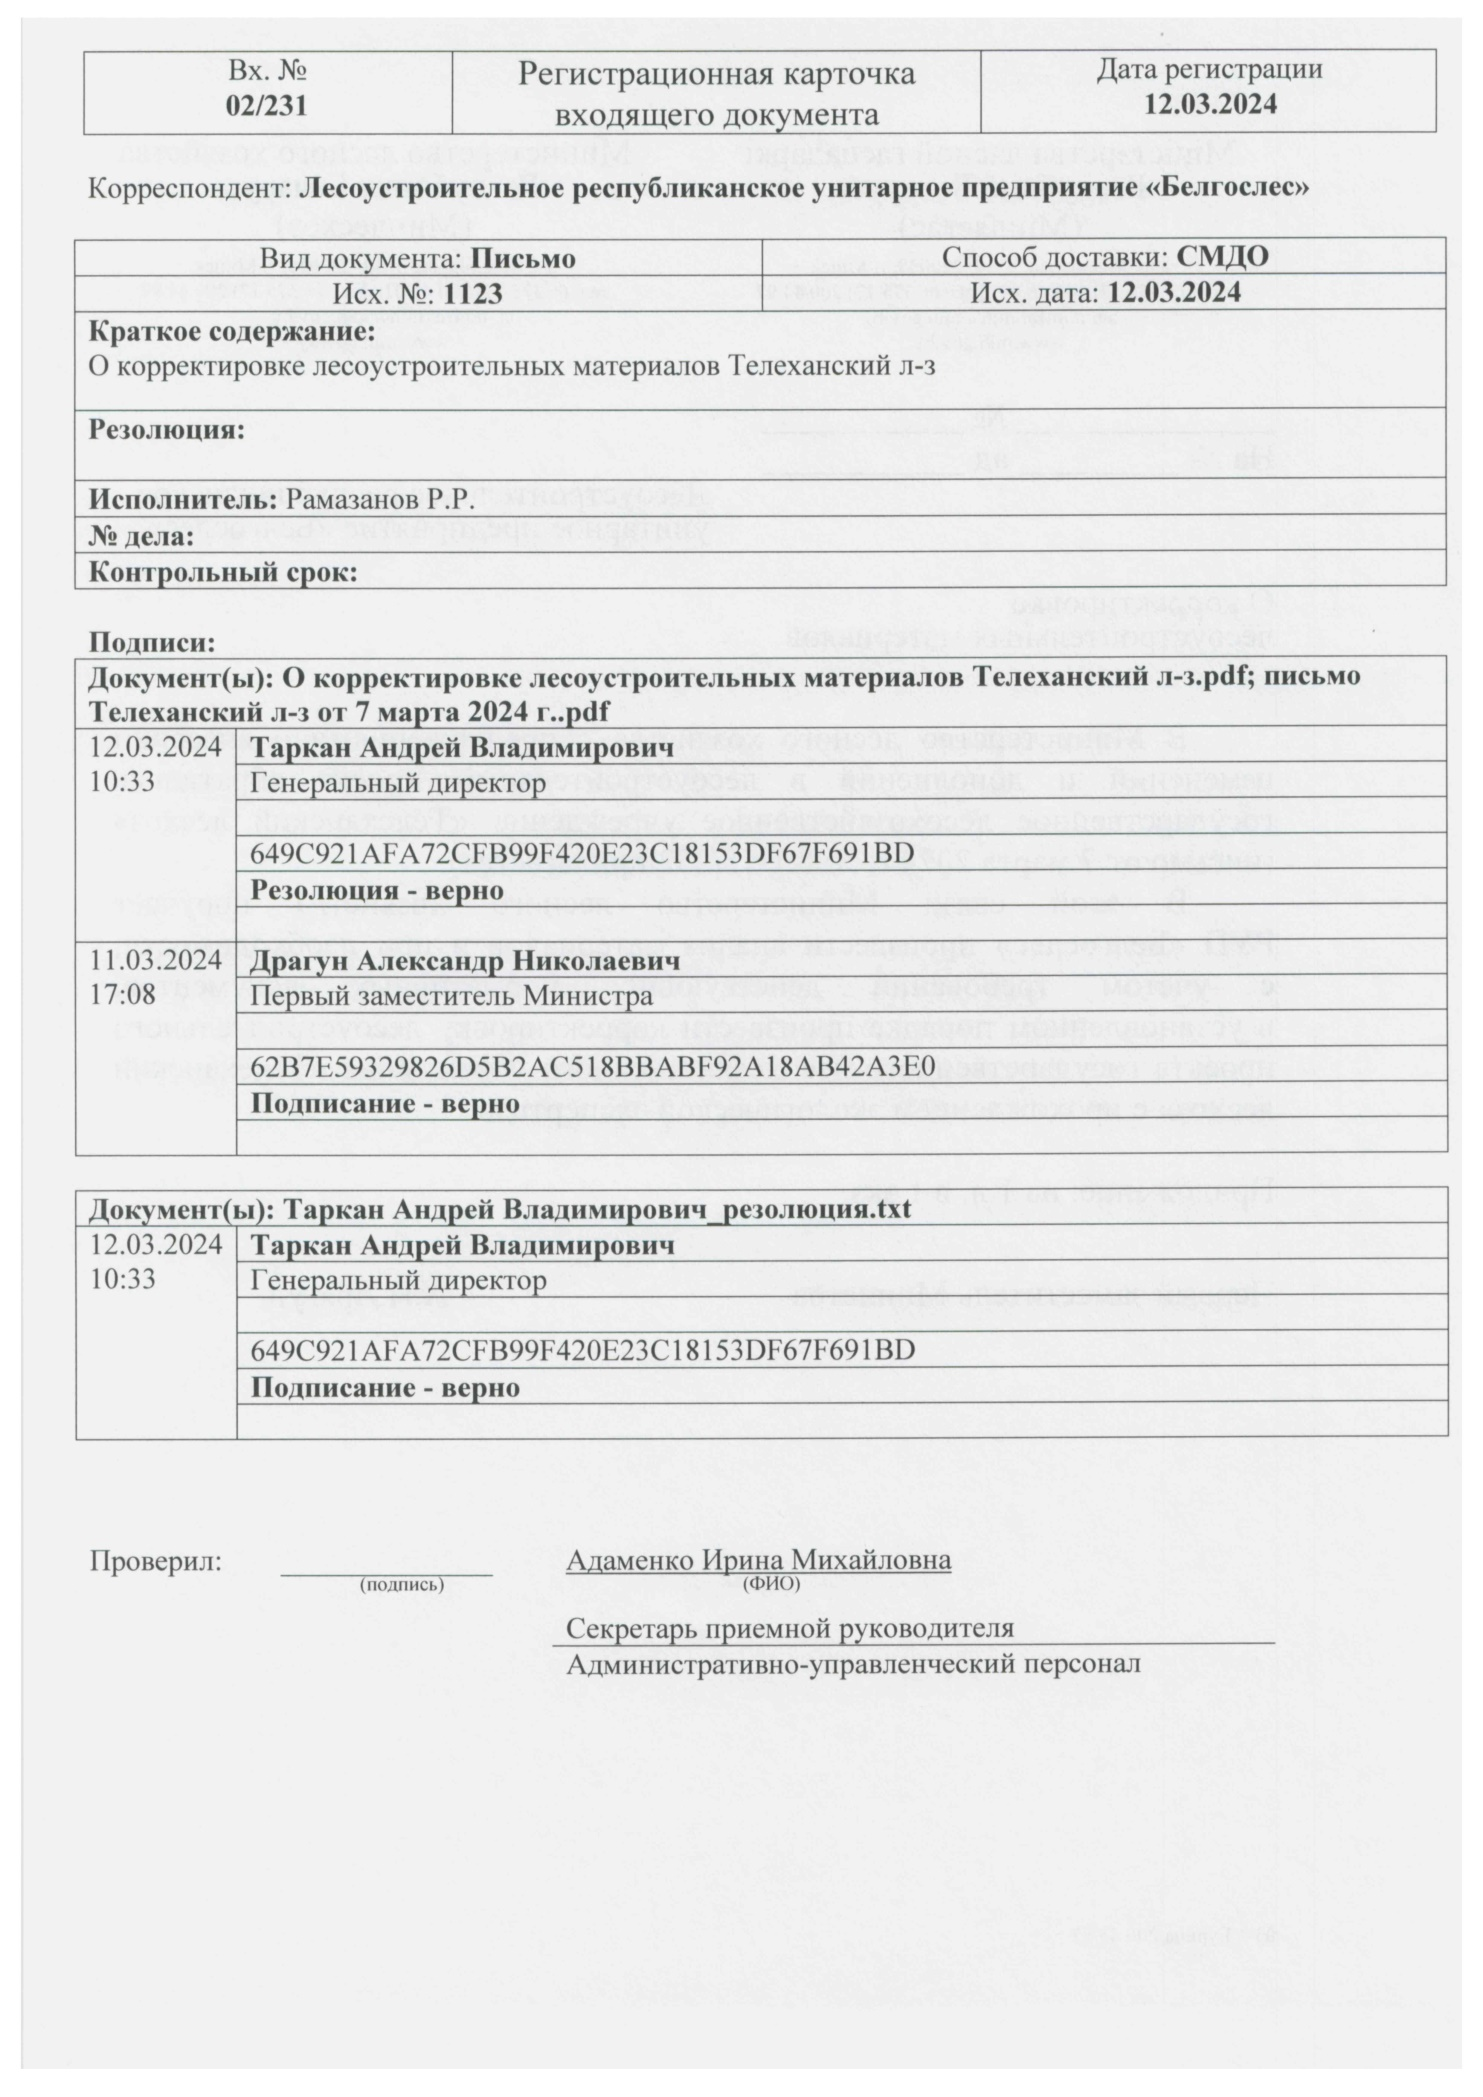 Вх. №
02/231
Регистрационная карточка
входящего документа
Дата регистрации
12.03.2024
Корреспондент: Лесоустроительное республиканское унитарное предприятие «Белгослес»
Вид документа: Письмо
Способ доставки: СМДО
Исх. №: 1123
Исх. дата: 12.03.2024
Краткое содержание:
О корректировке лесоустроительных материалов Телеханский л-з
Резолюция:
Исполнитель: Рамазанов Р.Р.
№ дела:
Контрольный срок:
Подписи:
Документ(ы): О корректировке лесоустроительных материалов Телеханский л-з.pdf; письмо
Телеханский л-з от 7 марта 2024 г..pdf
12.03.2024
10:33
Таркан Андрей Владимирович
Генеральный директор
649C921AFA72CFB99F420E23C18153DF67F691BD
Резолюция - верно
11.03.2024
17:08
Драгун Александр Николаевич
Первый заместитель Министра
62B7E59329826D5B2AC518BBABF92A18AB42A3E0
Подписание - верно
Документ(ы): Таркан Андрей Владимирович_резолюция.txt
12.03.2024
10:33
Таркан Андрей Владимирович
Генеральный директор
649C921AFA72CFB99F420E23C18153DF67F691BD
Подписание - верно
Проверил:
(подпись)
Адаменко Ирина Михайловна
(ФИО)
Секретарь приемной руководителя
Административно-управленческий персонал